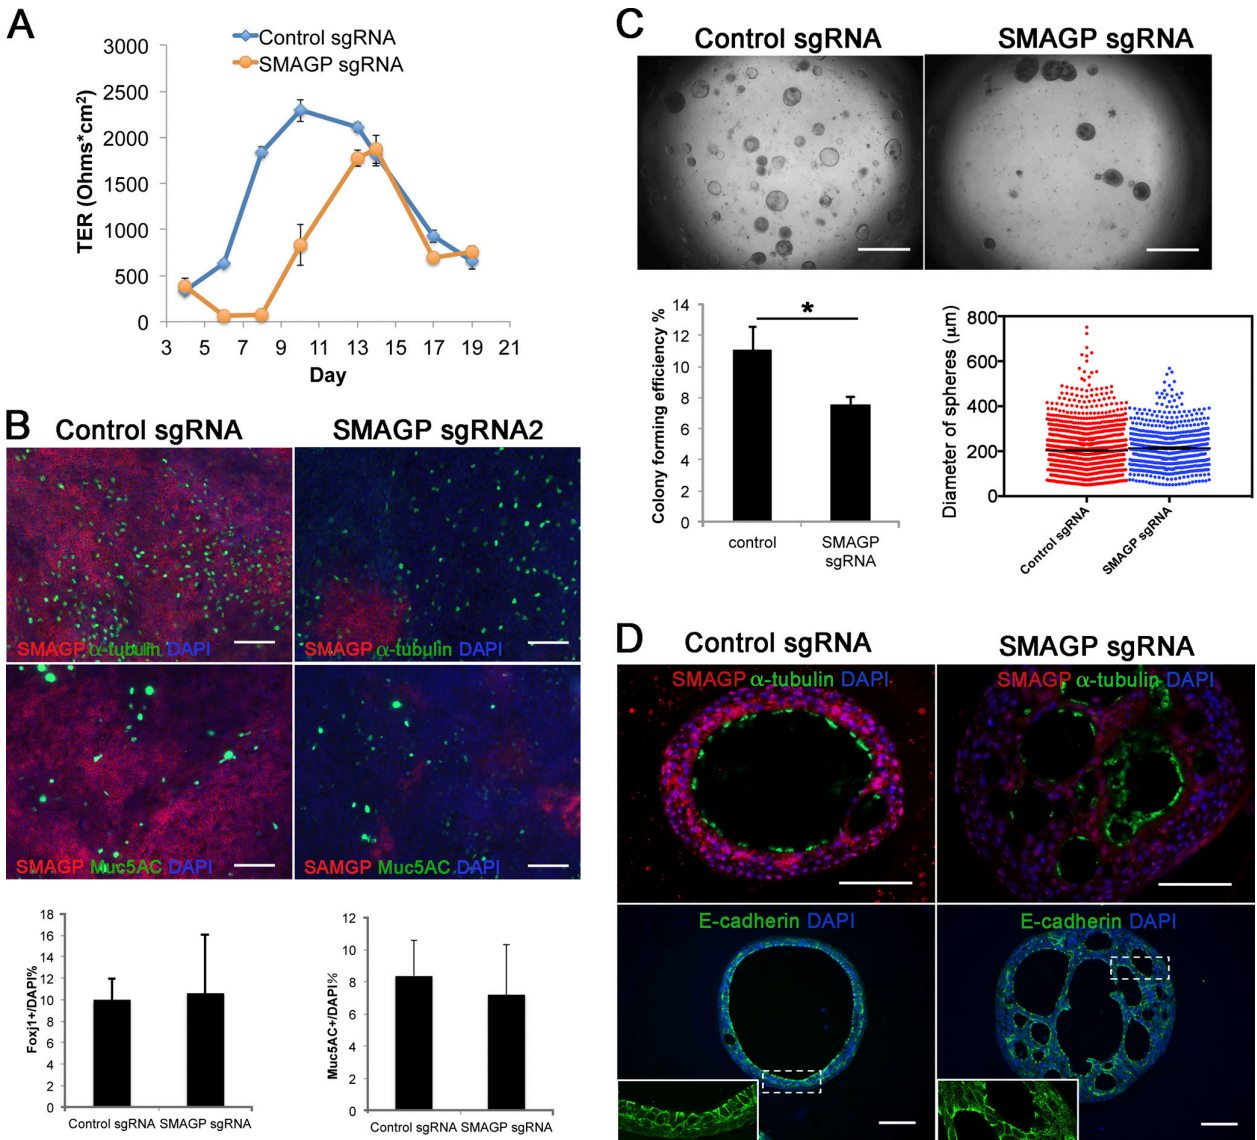 A
Control sgRNA
SMAGP sgRNA
3000
2500
2000
1500
1000
500
0
TER (Ohms*cm2)
3 5 7 9 11 13 15 17 19 21
Day
B
Control sgRNA
SMAGP sgRNA2
SMAGP α-tubulin DAPI
SMAGP α-tubulin DAPI
SMAGP Muc5AC DAPI
SAMGP Muc5AC DAPI
18
16
14
12
10
8
6
4
2
0
Foxj1+/DAPI%
Control sgRNA SMAGP sgRNA
12
10
8
6
4
2
0
Muc5AC+/DAPI%
Control sgRNA SMAGP sgRNA
C
Control sgRNA
SMAGP sgRNA
14
12
10
8
6
4
2
0
Colony forming efficiency %
*
control
SMAGP
sgRNA
800
600
400
200
0
Diameter of spheres (µm)
Control sgRNA
SMAGP sgRNA
D
Control sgRNA
SMAGP sgRNA
SMAGP α-tubulin DAPI
SMAGP α-tubulin DAPI
E-cadherin DAPI
E-cadherin DAPI